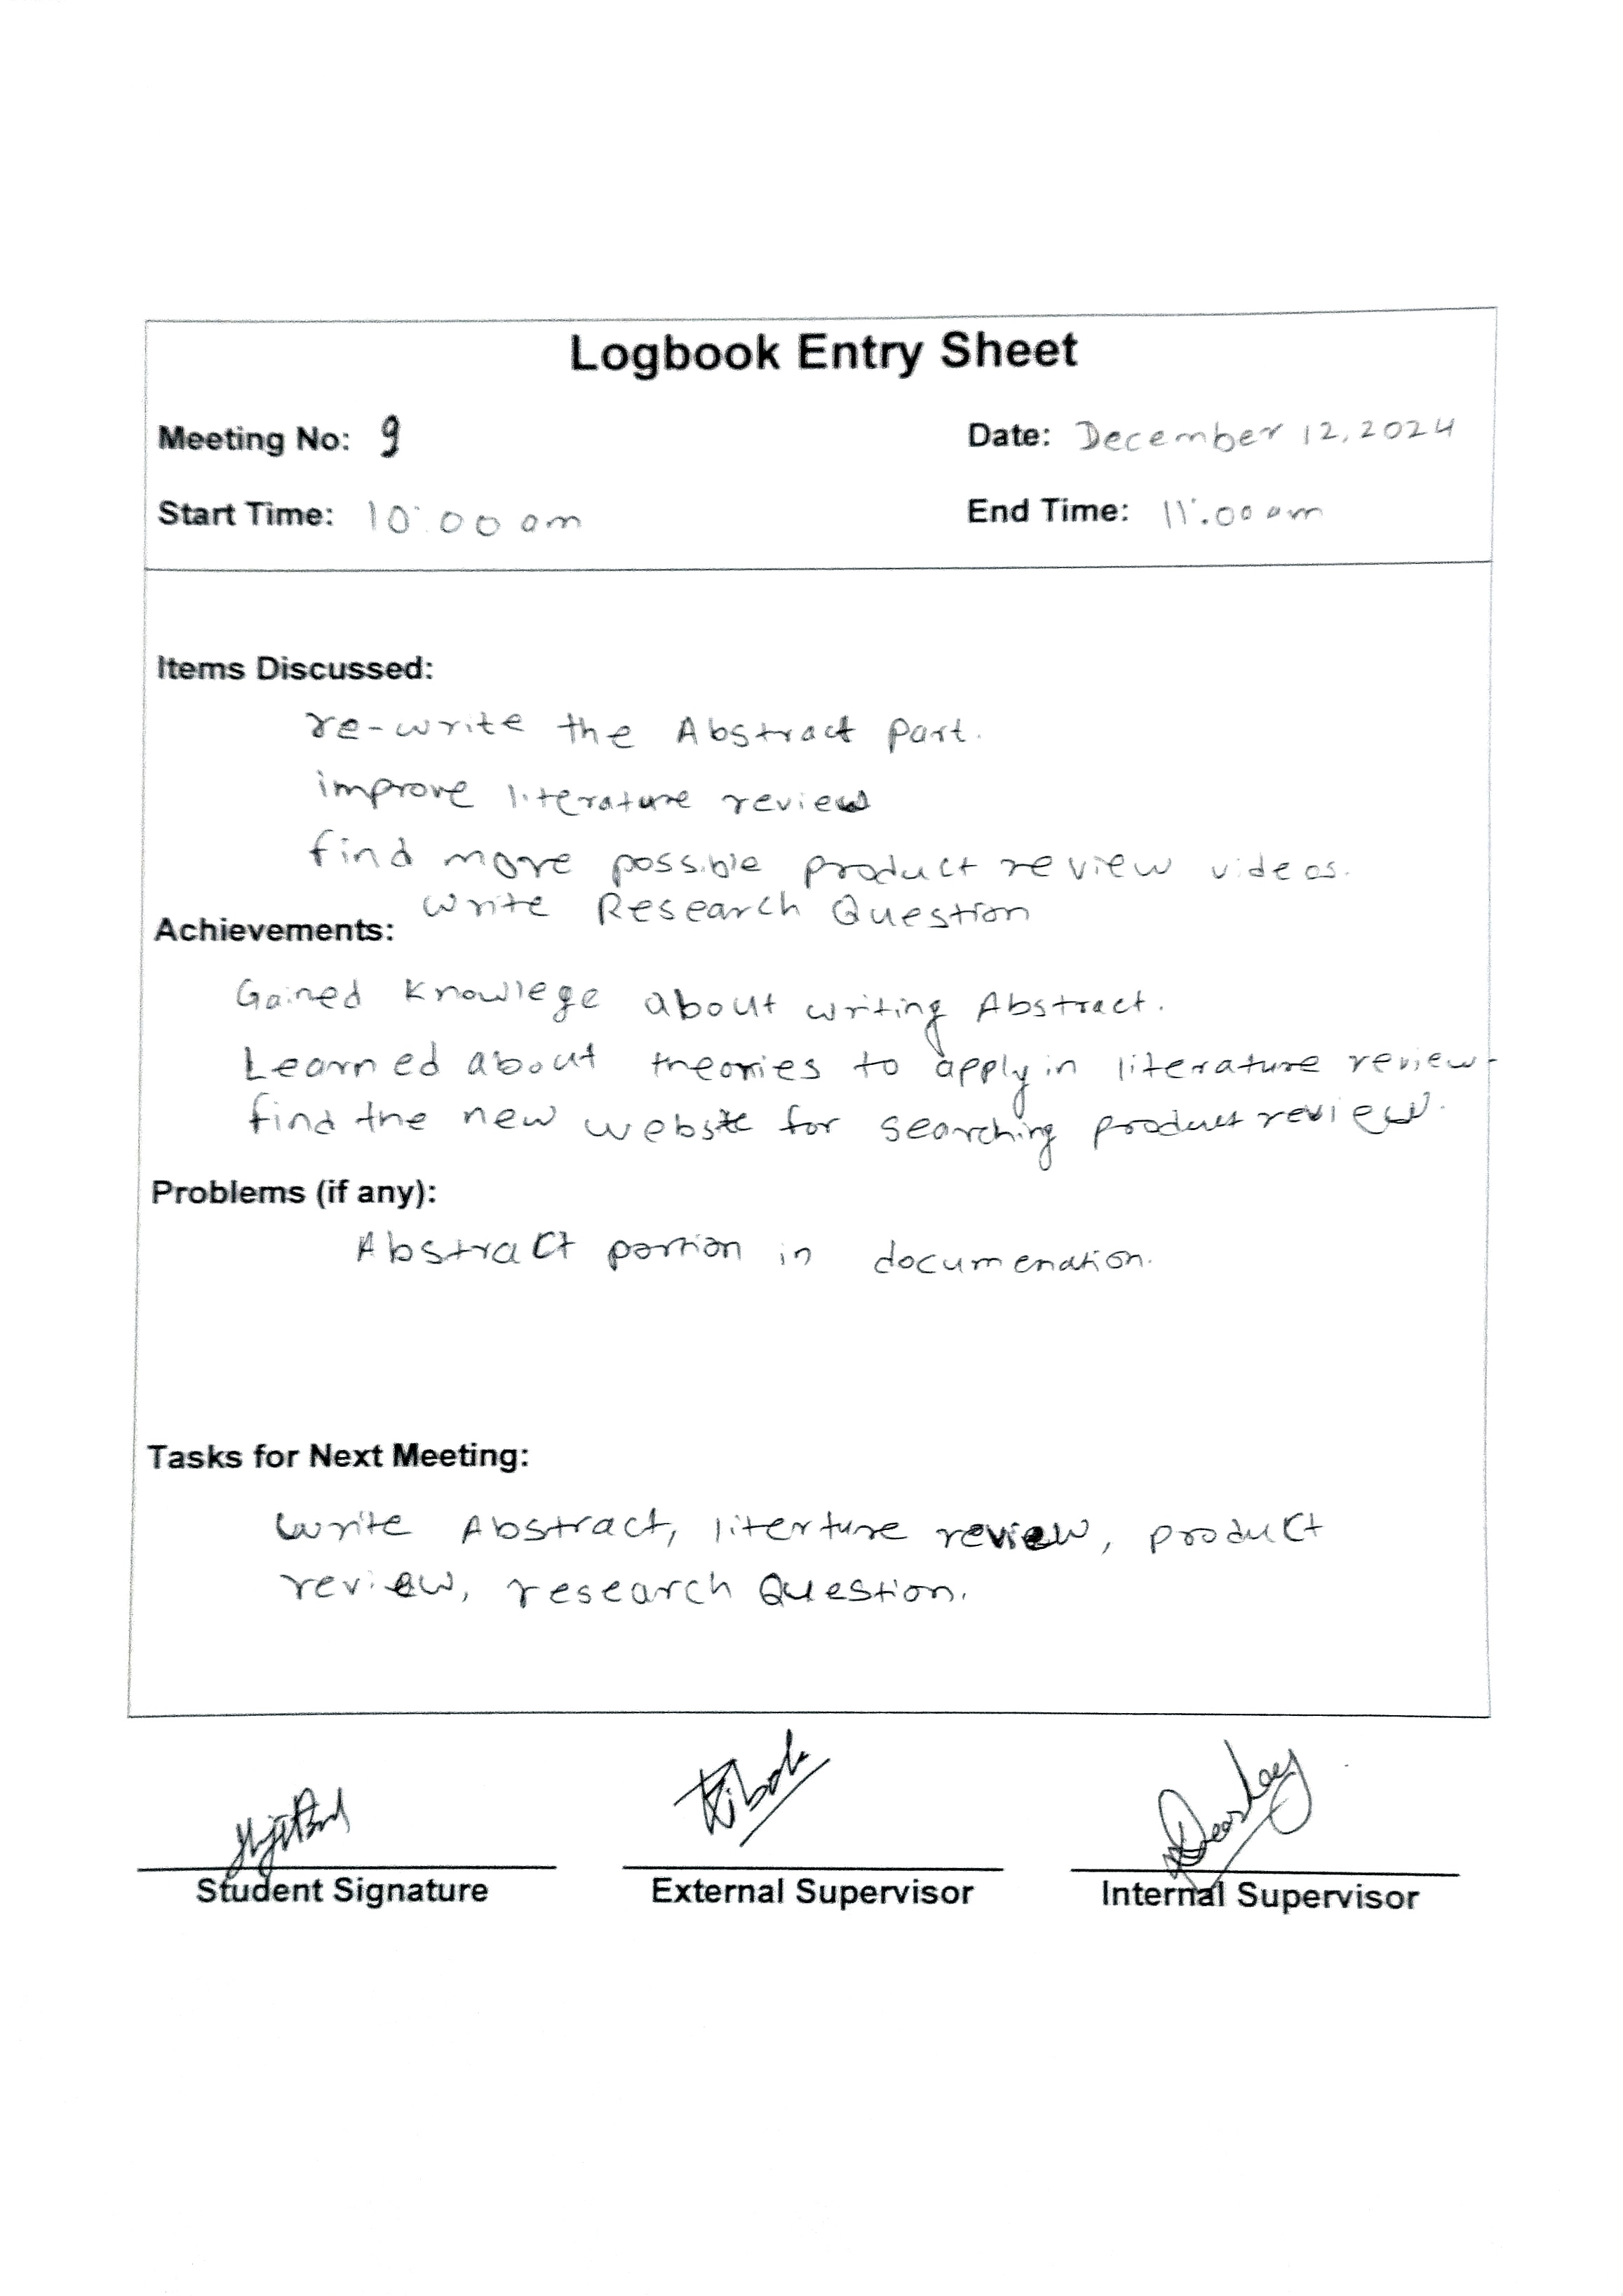 Logbook Entry Sheet
Meeting No: 9
Date: December 12, 2024
Start Time: 10:00 am
End Time: 11:00 am
Items Discussed:
re-write the Abstract part.
improve literature review
find more possible product review videos.
write Research Question
Achievements:
Gained Knowlege about writing Abstract.
Learned about theories to apply in literature review.
find the new website for searching product review.
Problems (if any):
Abstract portion in documenation.
Tasks for Next Meeting:
write Abstract, literture review, product
review, research Question.
Student Signature
External Supervisor
Internal Supervisor